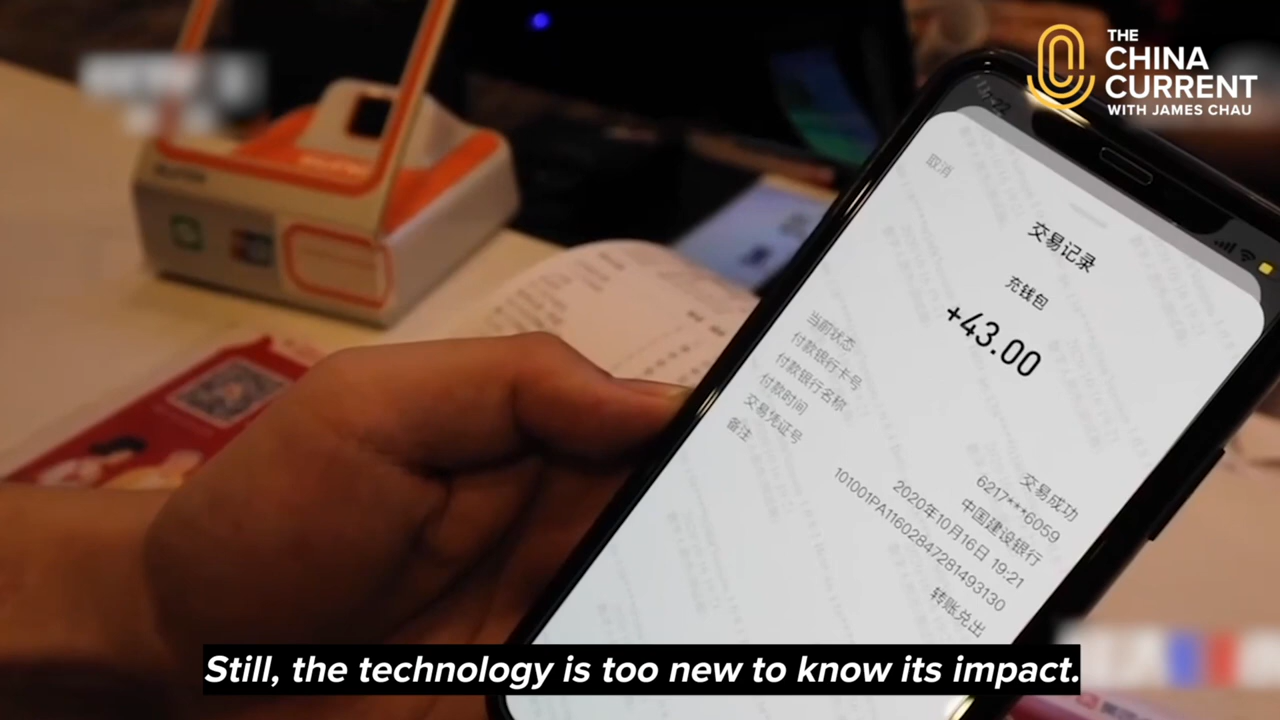 THE
CHINA
CURRENT
WITH JAMES CHAU
取消
交易记录
充钱包
+43.00
当前状态
交易成功
付款银行卡号
6217***6059
付款银行名称
中国建设银行
付款时间
2020年10月16日 19:21
交易凭证号
101001PA11602847281493130
备注
转账兑出
Still, the technology is too new to know its impact.